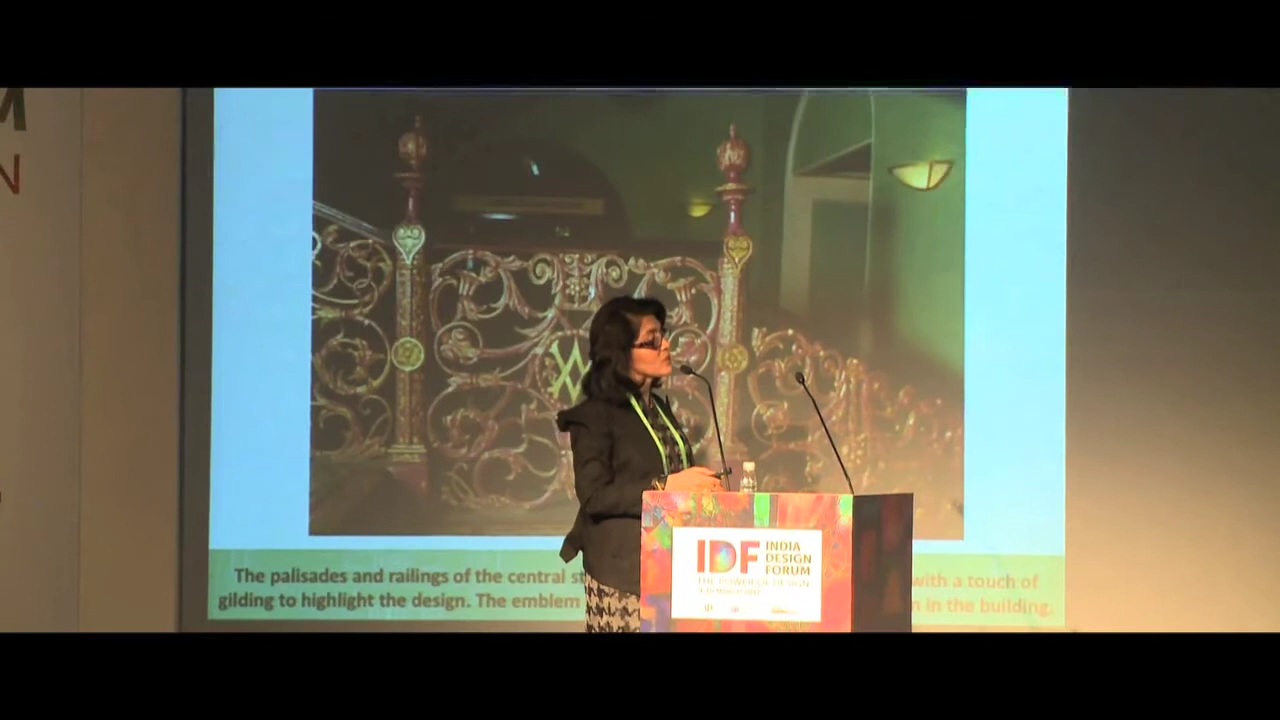 M
N
The palisades and railings of the central with a touch of
gilding to highlight the design. The emblem in the building.
IDF INDIA
DESIGN
FORUM
THE POWER OF DESIGN